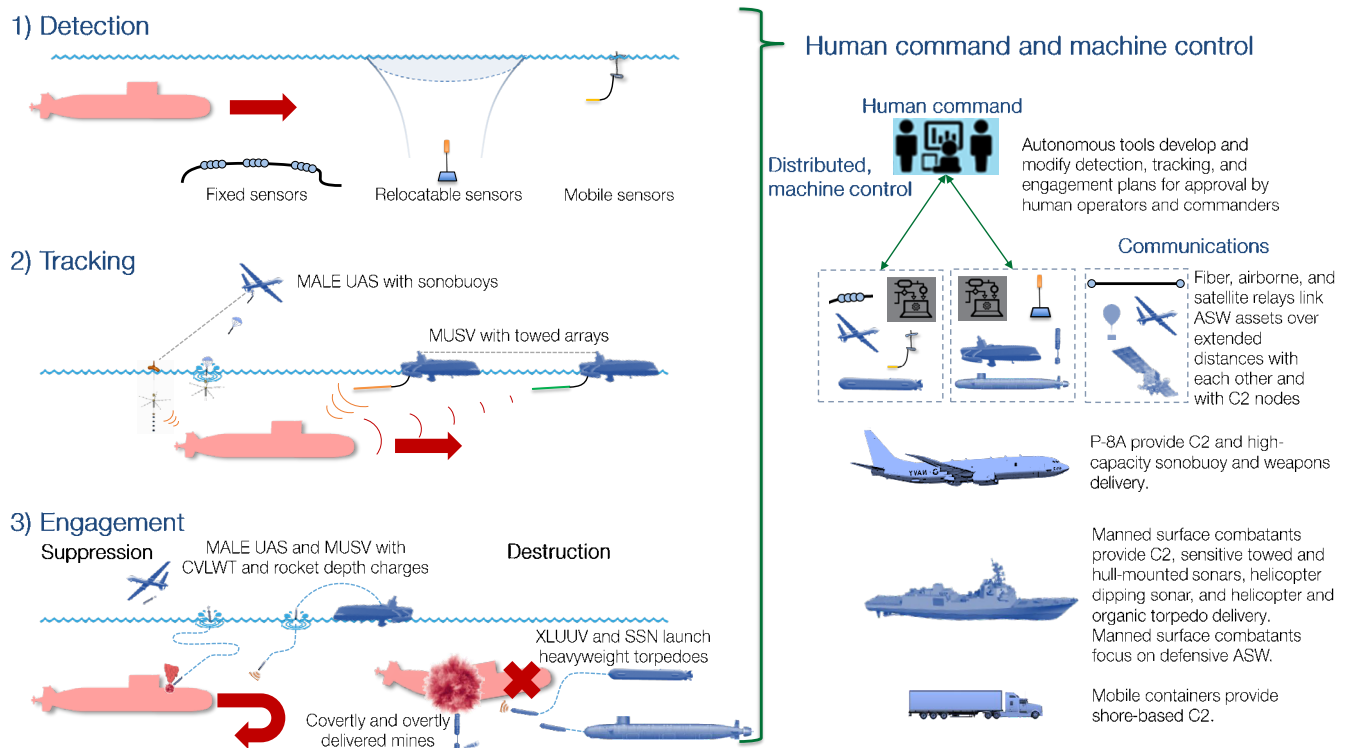 1) Detection
Fixed sensors
Relocatable sensors
Mobile sensors
2) Tracking
MALE UAS with sonobuoys
MUSV with towed arrays
3) Engagement
Suppression
MALE UAS and MUSV with
CVLWT and rocket depth charges
Destruction
XLUUV and SSN launch
heavyweight torpedoes
Covertly and overtly
delivered mines
Human command and machine control
Human command
Distributed,
machine control
Autonomous tools develop and
modify detection, tracking, and
engagement plans for approval by
human operators and commanders
Communications
Fiber, airborne, and
satellite relays link
ASW assets over
extended
distances with
each other and
with C2 nodes
P-8A provide C2 and high-
capacity sonobuoy and weapons
delivery.
Manned surface combatants
provide C2, sensitive towed and
hull-mounted sonars, helicopter
dipping sonar, and helicopter and
organic torpedo delivery.
Manned surface combatants
focus on defensive ASW.
Mobile containers provide
shore-based C2.